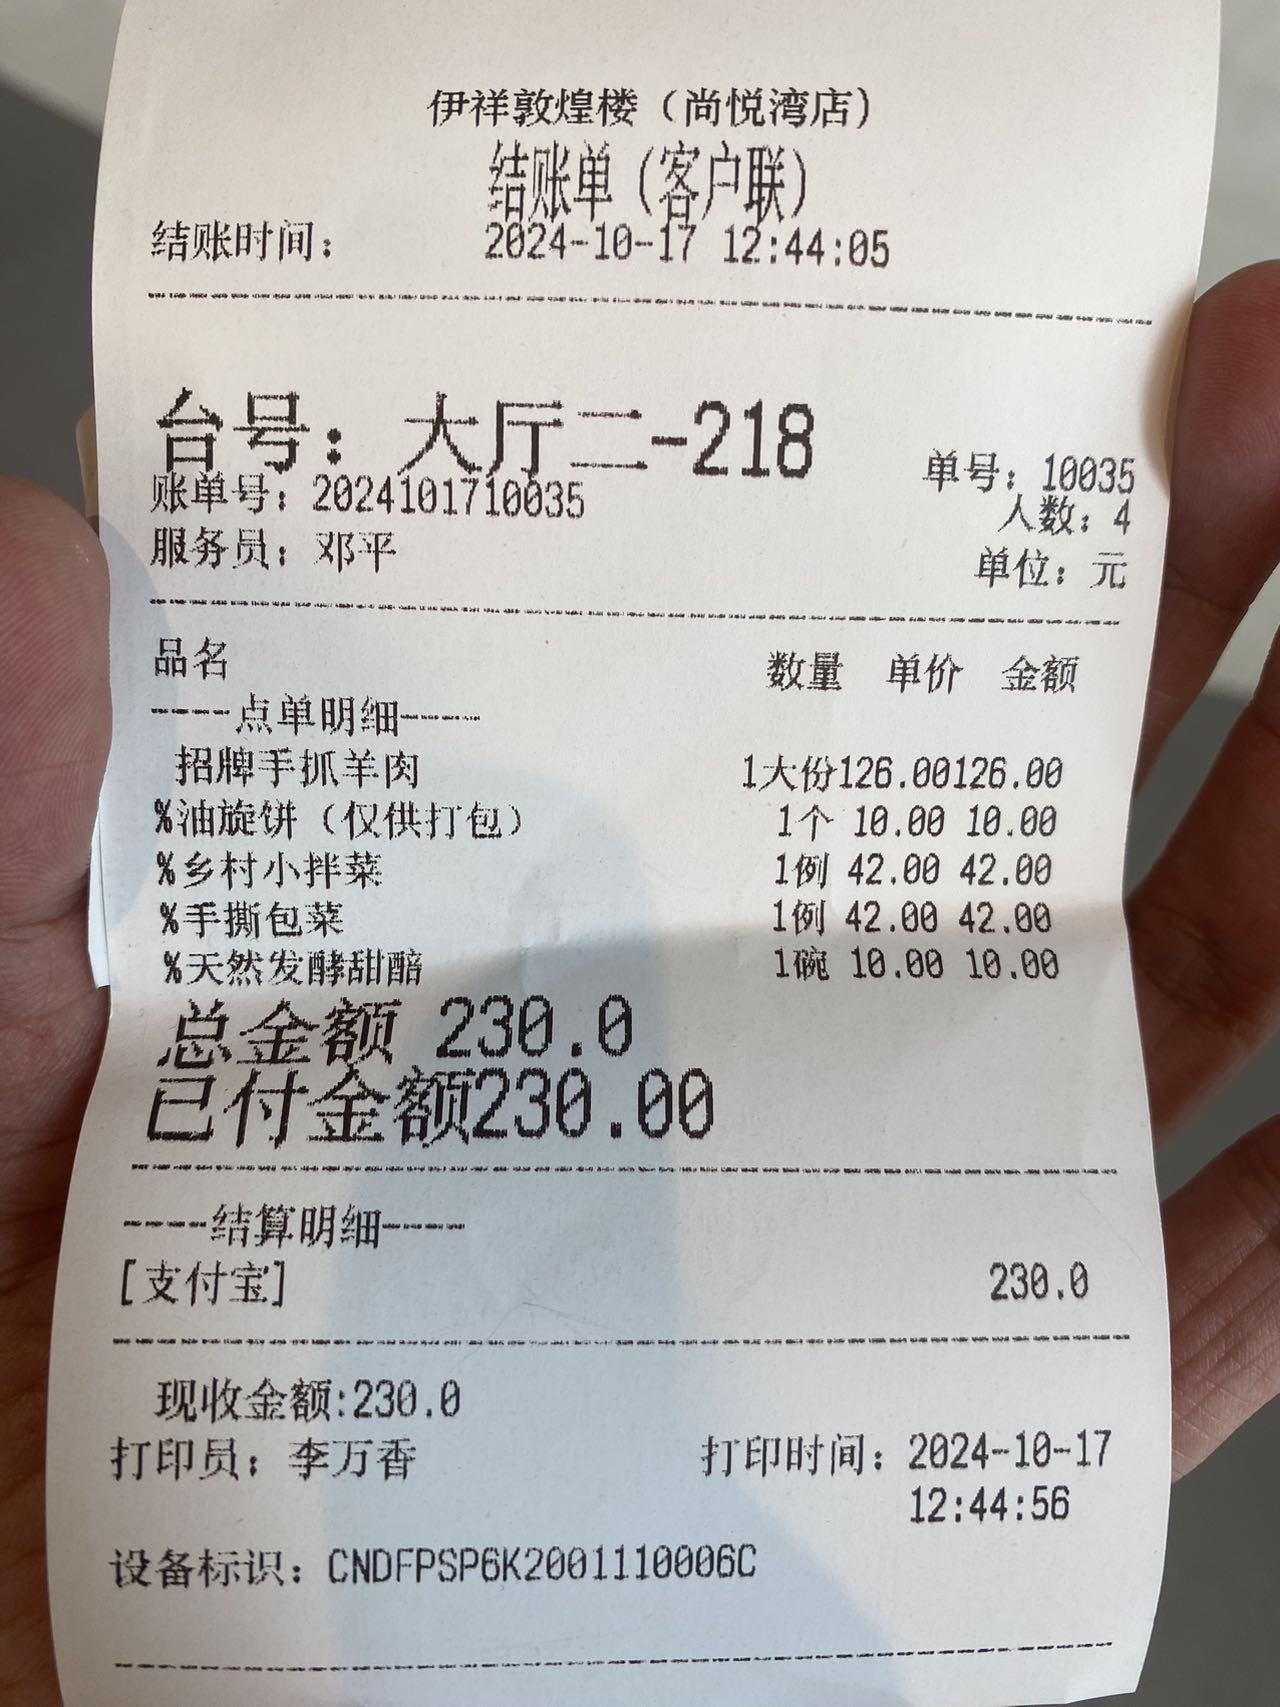 伊祥敦煌楼（尚悦湾店）
结账单（客户联）
结账时间： 2024-10-17 12:44:05
台号： 大厅二-218
单号：10035
账单号：2024101710035
人数：4
服务员：邓平
单位：元
品名 数量 单价 金额
----点单明细----
招牌手抓羊肉 1大份126.00126.00
%油旋饼（仅供打包） 1个 10.00 10.00
%乡村小拌菜 1例 42.00 42.00
%手撕包菜 1例 42.00 42.00
%天然发酵甜醅 1碗 10.00 10.00
总金额 230.0
已付金额230.00
----结算明细----
[支付宝] 230.0
现收金额:230.0
打印员：李万香 打印时间：2024-10-17
12:44:56
设备标识：CNDFPSP6K2001110006C